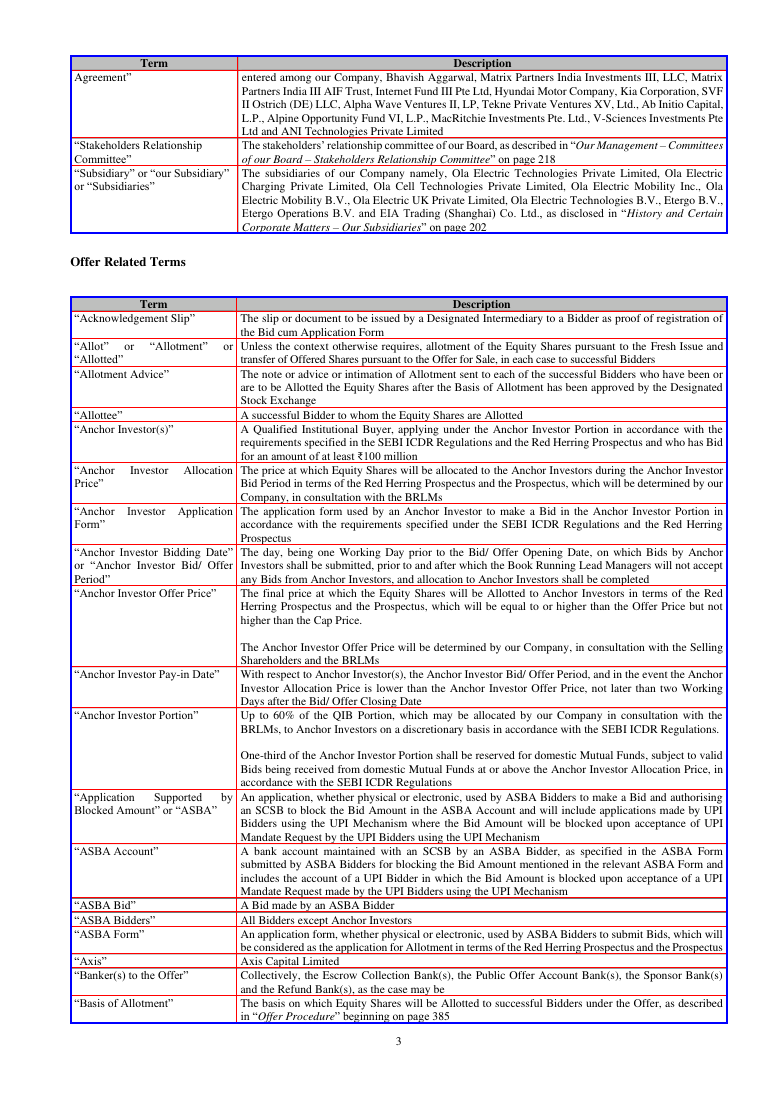 Term Description
Agreement” entered among our Company, Bhavish Aggarwal, Matrix Partners India Investments III, LLC, Matrix
Partners India III AIF Trust, Internet Fund III Pte Ltd, Hyundai Motor Company, Kia Corporation, SVF
II Ostrich (DE) LLC, Alpha Wave Ventures II, LP, Tekne Private Ventures XV, Ltd., Ab Initio Capital,
L.P., Alpine Opportunity Fund VI, L.P., MacRitchie Investments Pte. Ltd., V-Sciences Investments Pte
Ltd and ANI Technologies Private Limited
“Stakeholders Relationship
Committee”
The stakeholders’ relationship committee of our Board, as described in “Our Management – Committees
of our Board – Stakeholders Relationship Committee” on page 218
“Subsidiary” or “our Subsidiary”
or “Subsidiaries”
The subsidiaries of our Company namely, Ola Electric Technologies Private Limited, Ola Electric
Charging Private Limited, Ola Cell Technologies Private Limited, Ola Electric Mobility Inc., Ola
Electric Mobility B.V., Ola Electric UK Private Limited, Ola Electric Technologies B.V., Etergo B.V.,
Etergo Operations B.V. and EIA Trading (Shanghai) Co. Ltd., as disclosed in “History and Certain
Corporate Matters – Our Subsidiaries” on page 202
Offer Related Terms
Term Description
“Acknowledgement Slip”
The slip or document to be issued by a Designated Intermediary to a Bidder as proof of registration of
the Bid cum Application Form
“Allot” or “Allotment” or
“Allotted”
Unless the context otherwise requires, allotment of the Equity Shares pursuant to the Fresh Issue and
transfer of Offered Shares pursuant to the Offer for Sale, in each case to successful Bidders
“Allotment Advice”
The note or advice or intimation of Allotment sent to each of the successful Bidders who have been or
are to be Allotted the Equity Shares after the Basis of Allotment has been approved by the Designated
Stock Exchange
“Allottee” A successful Bidder to whom the Equity Shares are Allotted
“Anchor Investor(s)”
A Qualified Institutional Buyer, applying under the Anchor Investor Portion in accordance with the
requirements specified in the SEBI ICDR Regulations and the Red Herring Prospectus and who has Bid
for an amount of at least ₹100 million
“Anchor Investor Allocation
Price”
The price at which Equity Shares will be allocated to the Anchor Investors during the Anchor Investor
Bid Period in terms of the Red Herring Prospectus and the Prospectus, which will be determined by our
Company, in consultation with the BRLMs
“Anchor Investor Application
Form”
The application form used by an Anchor Investor to make a Bid in the Anchor Investor Portion in
accordance with the requirements specified under the SEBI ICDR Regulations and the Red Herring
Prospectus
“Anchor Investor Bidding Date”
or “Anchor Investor Bid/ Offer
Period”
The day, being one Working Day prior to the Bid/ Offer Opening Date, on which Bids by Anchor
Investors shall be submitted, prior to and after which the Book Running Lead Managers will not accept
any Bids from Anchor Investors, and allocation to Anchor Investors shall be completed
“Anchor Investor Offer Price”
The final price at which the Equity Shares will be Allotted to Anchor Investors in terms of the Red
Herring Prospectus and the Prospectus, which will be equal to or higher than the Offer Price but not
higher than the Cap Price.
The Anchor Investor Offer Price will be determined by our Company, in consultation with the Selling
Shareholders and the BRLMs
“Anchor Investor Pay-in Date”
With respect to Anchor Investor(s), the Anchor Investor Bid/ Offer Period, and in the event the Anchor
Investor Allocation Price is lower than the Anchor Investor Offer Price, not later than two Working
Days after the Bid/ Offer Closing Date
“Anchor Investor Portion”
Up to 60% of the QIB Portion, which may be allocated by our Company in consultation with the
BRLMs, to Anchor Investors on a discretionary basis in accordance with the SEBI ICDR Regulations.
One-third of the Anchor Investor Portion shall be reserved for domestic Mutual Funds, subject to valid
Bids being received from domestic Mutual Funds at or above the Anchor Investor Allocation Price, in
accordance with the SEBI ICDR Regulations
“Application Supported by
Blocked Amount” or “ASBA”
An application, whether physical or electronic, used by ASBA Bidders to make a Bid and authorising
an SCSB to block the Bid Amount in the ASBA Account and will include applications made by UPI
Bidders using the UPI Mechanism where the Bid Amount will be blocked upon acceptance of UPI
Mandate Request by the UPI Bidders using the UPI Mechanism
“ASBA Account”
A bank account maintained with an SCSB by an ASBA Bidder, as specified in the ASBA Form
submitted by ASBA Bidders for blocking the Bid Amount mentioned in the relevant ASBA Form and
includes the account of a UPI Bidder in which the Bid Amount is blocked upon acceptance of a UPI
Mandate Request made by the UPI Bidders using the UPI Mechanism
“ASBA Bid” A Bid made by an ASBA Bidder
“ASBA Bidders” All Bidders except Anchor Investors
“ASBA Form”
An application form, whether physical or electronic, used by ASBA Bidders to submit Bids, which will
be considered as the application for Allotment in terms of the Red Herring Prospectus and the Prospectus
“Axis” Axis Capital Limited
“Banker(s) to the Offer”
Collectively, the Escrow Collection Bank(s), the Public Offer Account Bank(s), the Sponsor Bank(s)
and the Refund Bank(s), as the case may be
“Basis of Allotment”
The basis on which Equity Shares will be Allotted to successful Bidders under the Offer, as described
in “Offer Procedure” beginning on page 385
3